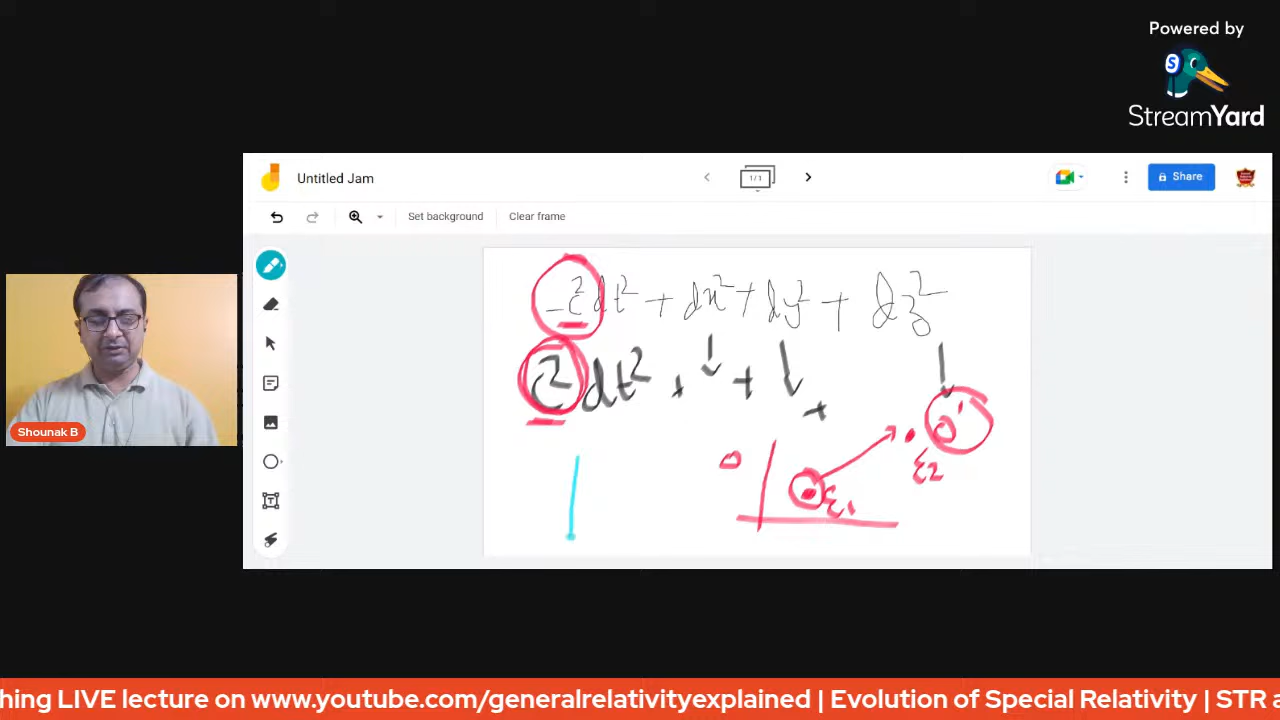 Powered by
StreamYard
Untitled Jam
1/1
Share
Set background
Clear frame
-c²dt² + dx² + dy² + dz²
c²dt² + ↓ + ↓ + ↓
O'
O
ε₂
ε₁
Shounak B
hing LIVE lecture on www.youtube.com/generalrelativityexplained | Evolution of Special Relativity | STR a